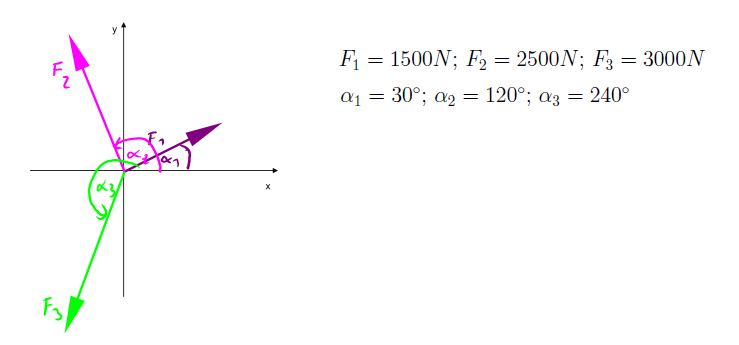 y
F₂
F₁
α₂
α₁
x
α₃
F₃
F₁ = 1500N; F₂ = 2500N; F₃ = 3000N
α₁ = 30°; α₂ = 120°; α₃ = 240°